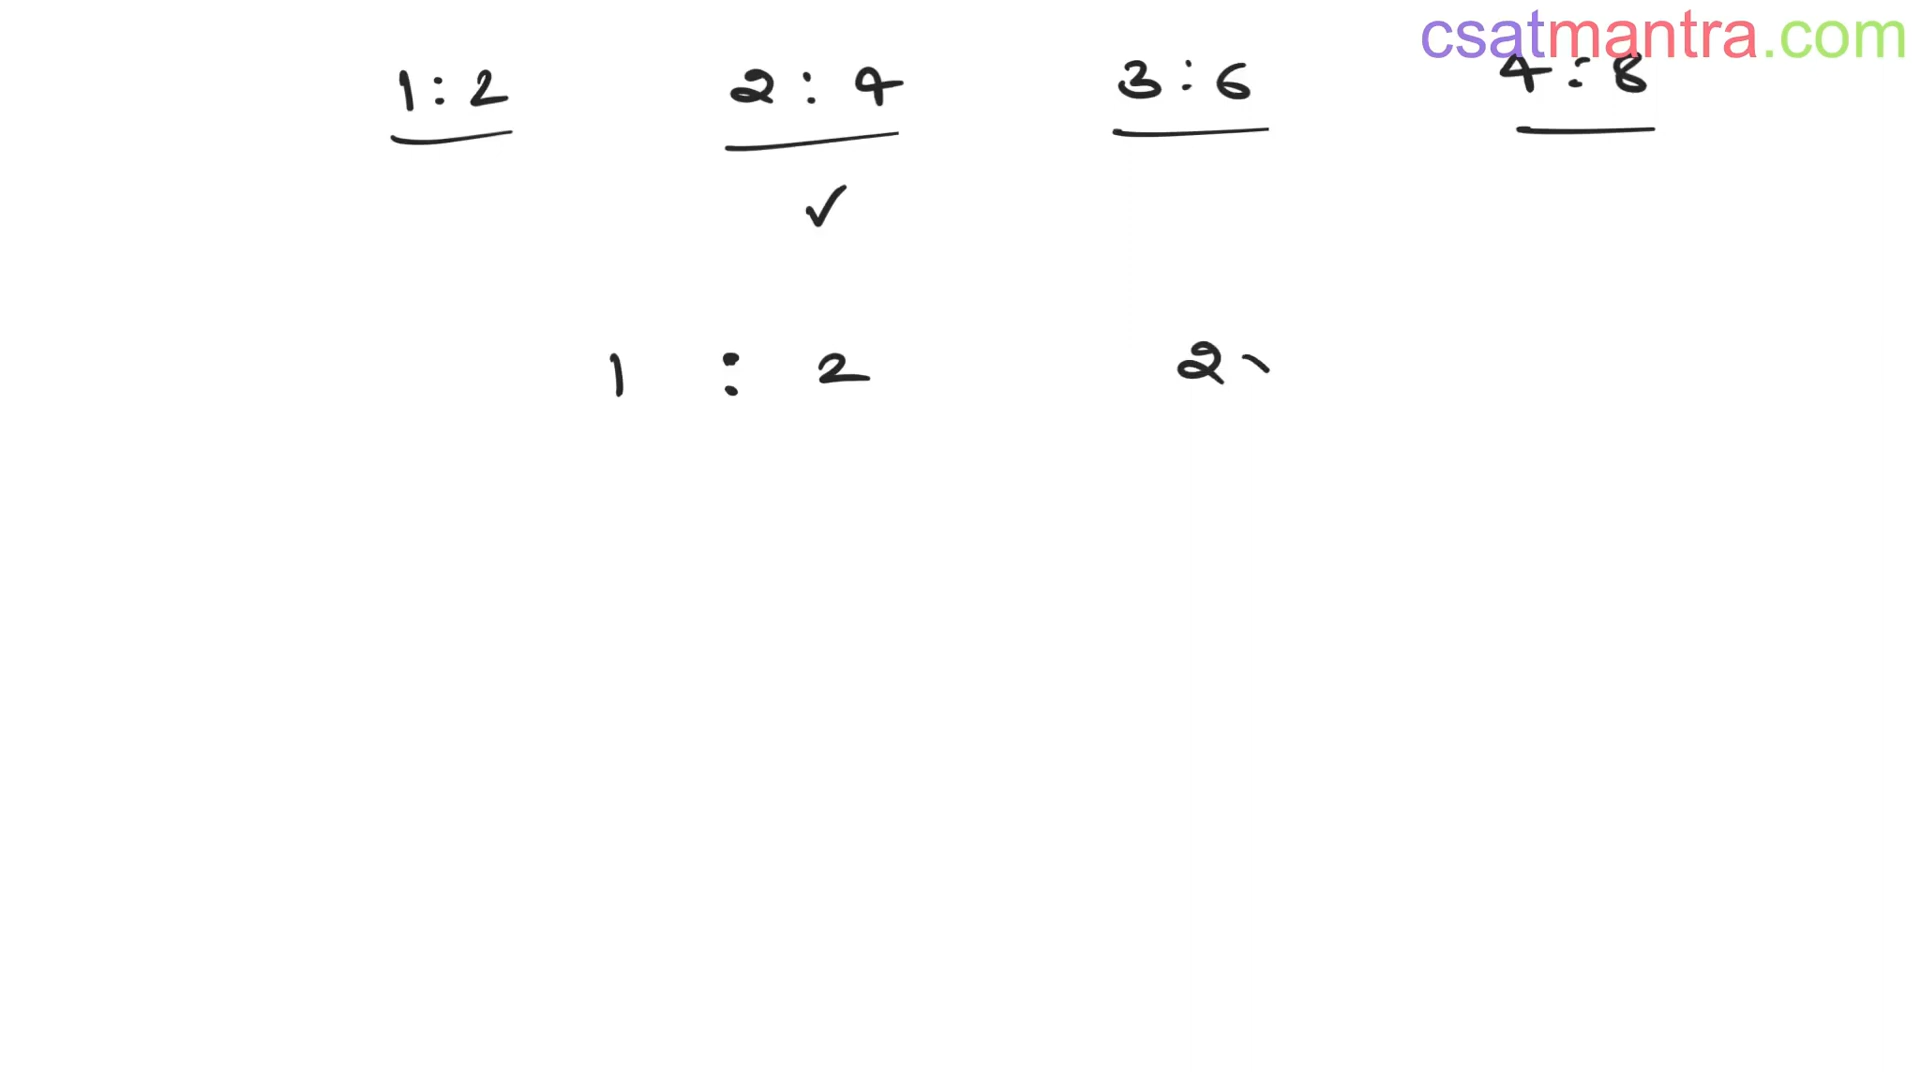 csatmantra.com
1 : 2 2 : 4 3 : 6 4 : 8
✓
1 : 2 2